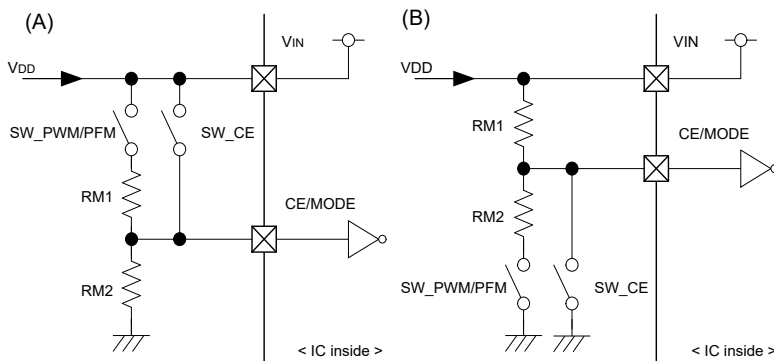 (A)
VIN
VDD
SW_PWM/PFM
SW_CE
RM1
CE/MODE
RM2
< IC inside >
(B)
VIN
VDD
RM1
CE/MODE
RM2
SW_PWM/PFM
SW_CE
< IC inside >